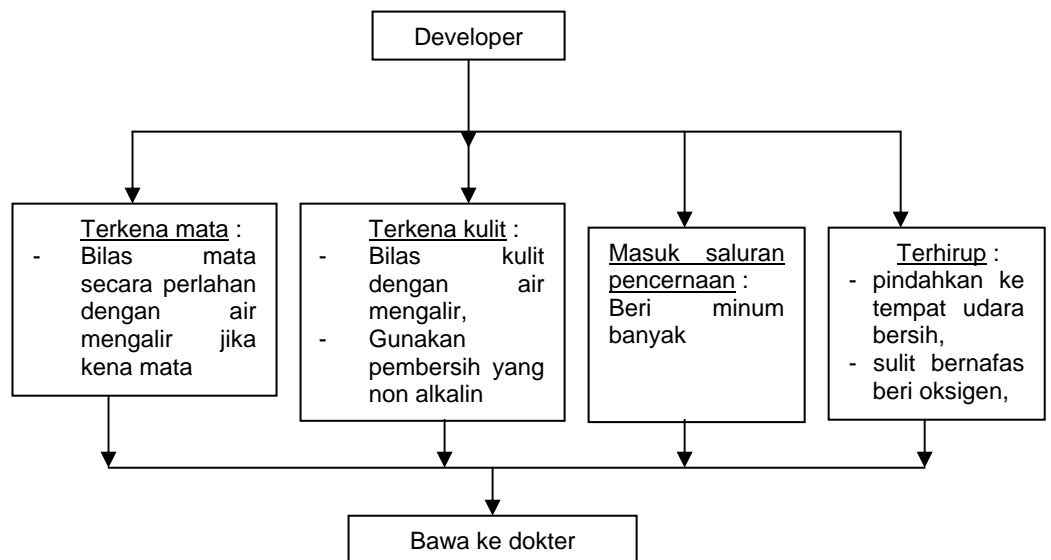 Developer
Terkena mata :
- Bilas mata
secara perlahan
dengan air
mengalir jika
kena mata
Terkena kulit :
- Bilas kulit
dengan air
mengalir,
- Gunakan
pembersih yang
non alkalin
Masuk saluran
pencernaan :
Beri minum
banyak
Terhirup :
- pindahkan ke
tempat udara
bersih,
- sulit bernafas
beri oksigen,
Bawa ke dokter